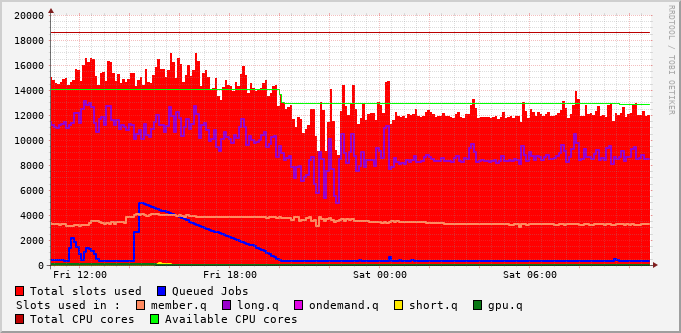 20000
18000
16000
14000
12000
10000
8000
6000
4000
2000
0
Fri 12:00 Fri 18:00 Sat 00:00 Sat 06:00
Total slots used Queued Jobs
Slots used in : member.q long.q ondemand.q short.q gpu.q
Total CPU cores Available CPU cores
RRDTOOL / TOBI OETIKER